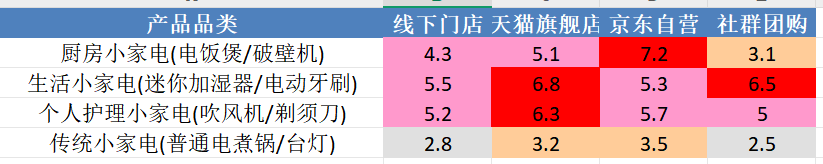 产品品类 线下门店 天猫旗舰店 京东自营 社群团购
厨房小家电(电饭煲/破壁机) 4.3 5.1 7.2 3.1
生活小家电(迷你加湿器/电动牙刷) 5.5 6.8 5.3 6.5
个人护理小家电(吹风机/剃须刀) 5.2 6.3 5.7 5
传统小家电(普通电煮锅/台灯) 2.8 3.2 3.5 2.5